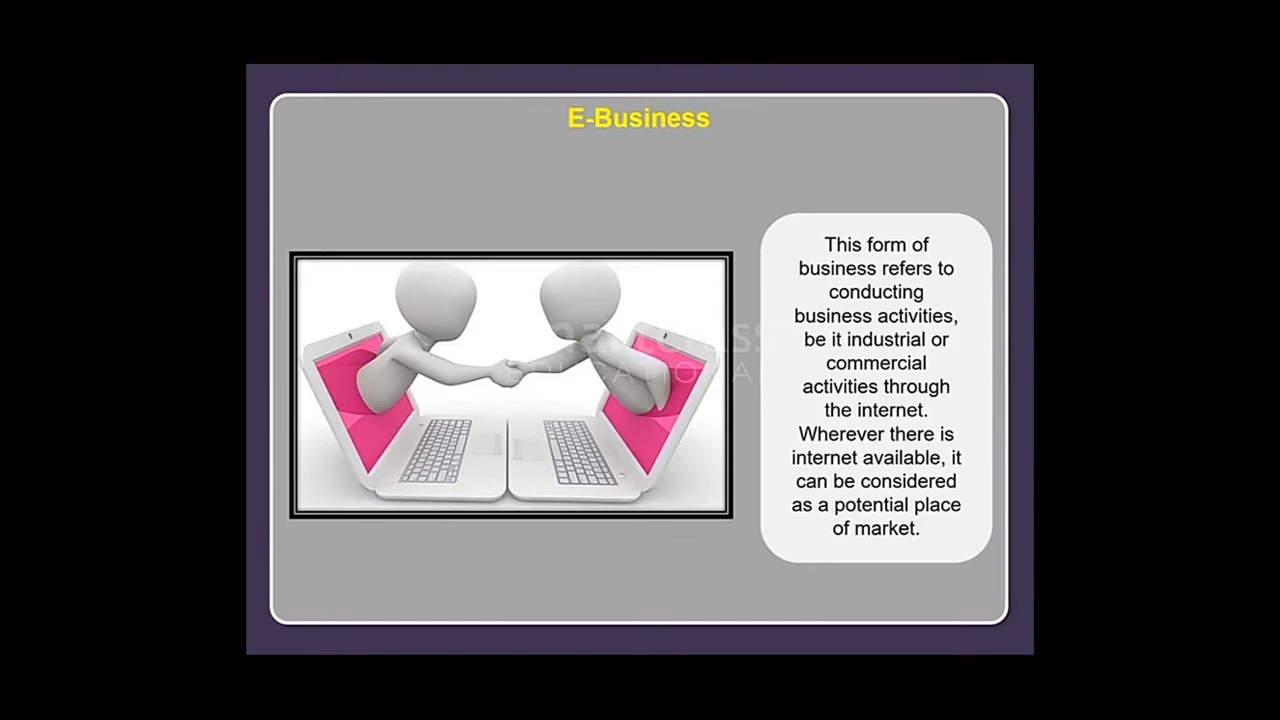 E-Business
This form of
business refers to
conducting
business activities,
be it industrial or
commercial
activities through
the internet.
Wherever there is
internet available, it
can be considered
as a potential place
of market.
EDUCATIONAL